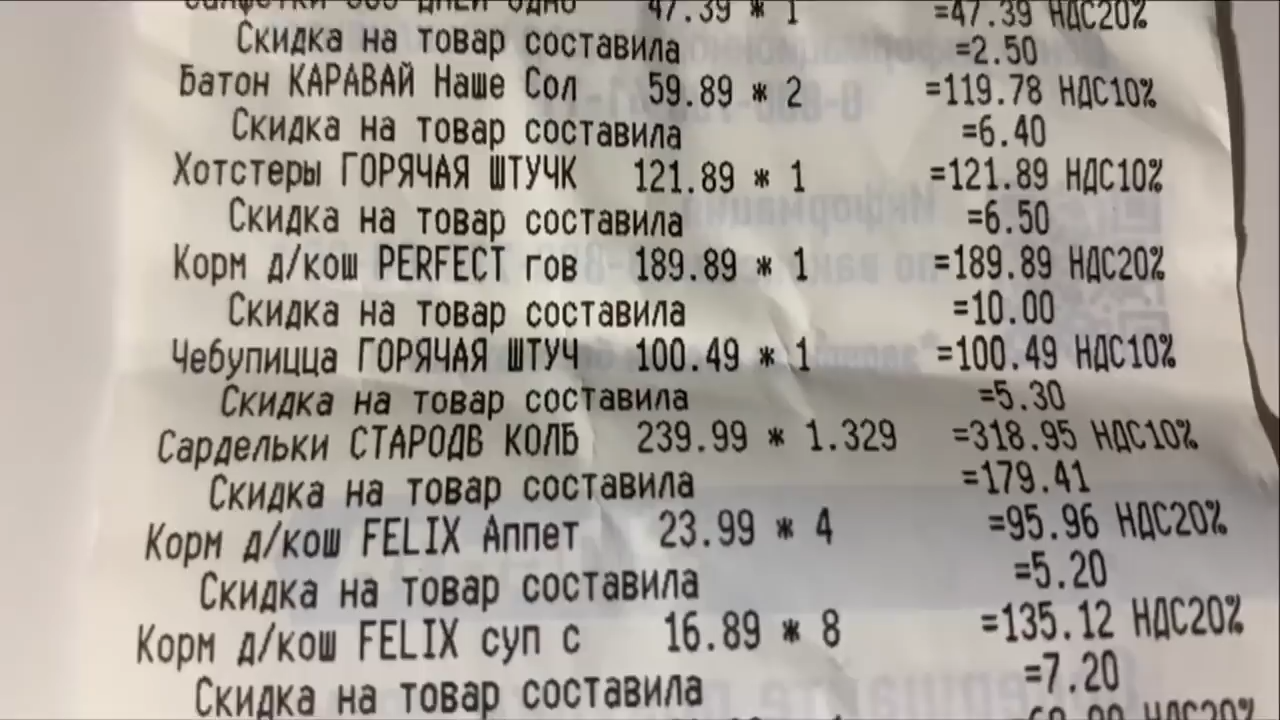 47.39 * 1 =47.39 НДС20%
Скидка на товар составила =2.50
Батон КАРАВАЙ Наше Сол 59.89 * 2 =119.78 НДС10%
Скидка на товар составила =6.40
Хотстеры ГОРЯЧАЯ ШТУЧК 121.89 * 1 =121.89 НДС10%
Скидка на товар составила =6.50
Корм д/кош PERFECT гов 189.89 * 1 =189.89 НДС20%
Скидка на товар составила =10.00
Чебупицца ГОРЯЧАЯ ШТУЧ 100.49 * 1 =100.49 НДС10%
Скидка на товар составила =5.30
Сардельки СТАРОДВ КОЛБ 239.99 * 1.329 =318.95 НДС10%
Скидка на товар составила =179.41
Корм д/кош FELIX Аппет 23.99 * 4 =95.96 НДС20%
Скидка на товар составила =5.20
Корм д/кош FELIX суп с 16.89 * 8 =135.12 НДС20%
Скидка на товар составила =7.20